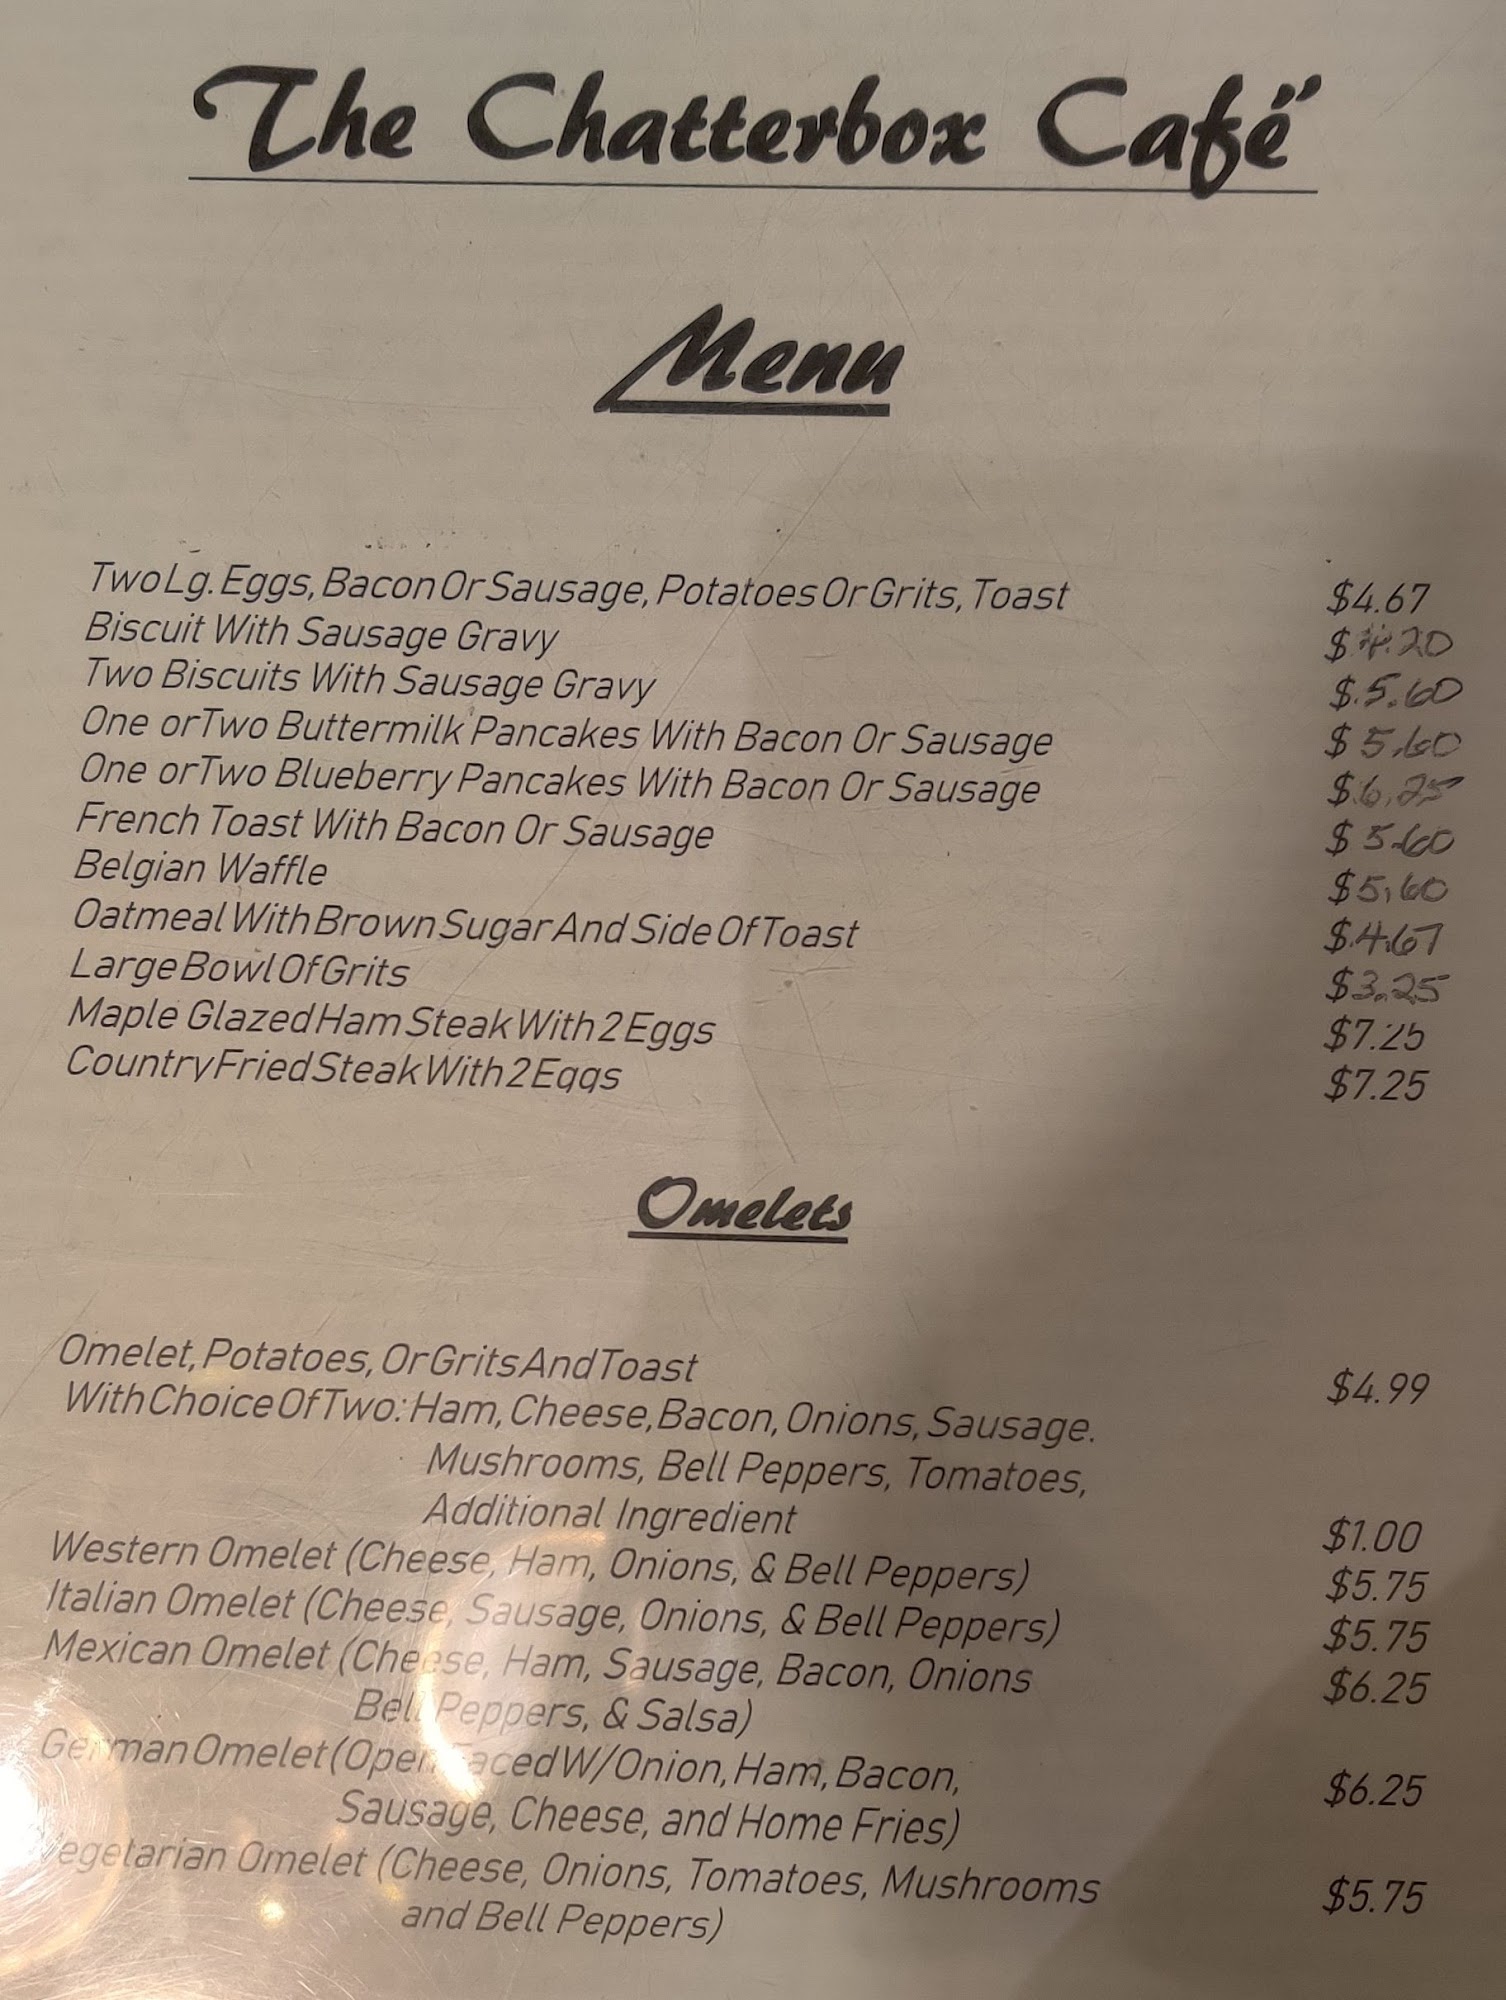 The Chatterbox Cafë
Menu
Two Lg. Eggs, Bacon Or Sausage, Potatoes Or Grits, Toast $4.67
Biscuit With Sausage Gravy $4.20
Two Biscuits With Sausage Gravy $5.60
One or Two Buttermilk Pancakes With Bacon Or Sausage $5.60
One or Two Blueberry Pancakes With Bacon Or Sausage $6.25
French Toast With Bacon Or Sausage $5.60
Belgian Waffle $5.60
Oatmeal With Brown Sugar And Side Of Toast $4.67
Large Bowl Of Grits $3.25
Maple Glazed Ham Steak With 2 Eggs $7.25
Country Fried Steak With 2 Eggs $7.25
Omelets
Omelet, Potatoes, Or Grits And Toast $4.99
With Choice Of Two: Ham, Cheese, Bacon, Onions, Sausage.
Mushrooms, Bell Peppers, Tomatoes,
Additional Ingredient $1.00
Western Omelet (Cheese, Ham, Onions, & Bell Peppers) $5.75
Italian Omelet (Cheese, Sausage, Onions, & Bell Peppers) $5.75
Mexican Omelet (Cheese, Ham, Sausage, Bacon, Onions $6.25
Bell Peppers, & Salsa)
German Omelet (Open Faced W/Onion, Ham, Bacon, $6.25
Sausage, Cheese, and Home Fries)
Vegetarian Omelet (Cheese, Onions, Tomatoes, Mushrooms $5.75
and Bell Peppers)